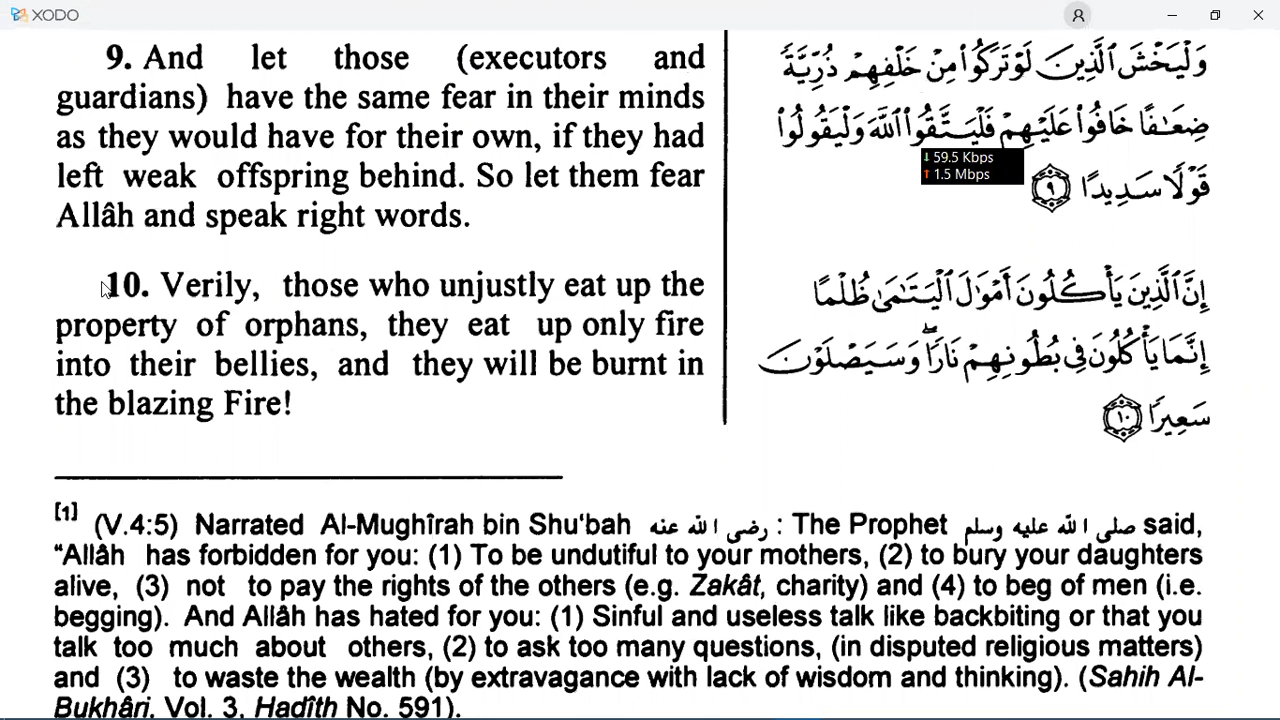 XODO
9. And let those (executors and
guardians) have the same fear in their minds
as they would have for their own, if they had
left weak offspring behind. So let them fear
Allâh and speak right words.
10. Verily, those who unjustly eat up the
property of orphans, they eat up only fire
into their bellies, and they will be burnt in
the blazing Fire!
وَلْيَخْشَ ٱلَّذِينَ لَوْ تَرَكُوا۟ مِنْ خَلْفِهِمْ ذُرِّيَّةً
ضِعَـٰفًا خَافُوا۟ عَلَيْهِمْ فَلْيَتَّقُوا۟ ٱللَّهَ وَلْيَقُولُوا۟
قَوْلًا سَدِيدًا ٩
↓ 59.5 Kbps
↑ 1.5 Mbps
إِنَّ ٱلَّذِينَ يَأْكُلُونَ أَمْوَٰلَ ٱلْيَتَـٰمَىٰ ظُلْمًا
إِنَّمَا يَأْكُلُونَ فِى بُطُونِهِمْ نَارًا ۖ وَسَيَصْلَوْنَ
سَعِيرًا ١٠
[1] (V.4:5) Narrated Al-Mughîrah bin Shu'bah رضى الله عنه : The Prophet صلى الله عليه وسلم said,
“Allâh has forbidden for you: (1) To be undutiful to your mothers, (2) to bury your daughters
alive, (3) not to pay the rights of the others (e.g. Zakât, charity) and (4) to beg of men (i.e.
begging). And Allâh has hated for you: (1) Sinful and useless talk like backbiting or that you
talk too much about others, (2) to ask too many questions, (in disputed religious matters)
and (3) to waste the wealth (by extravagance with lack of wisdom and thinking). (Sahih Al-
Bukhâri, Vol. 3, Hadîth No. 591).